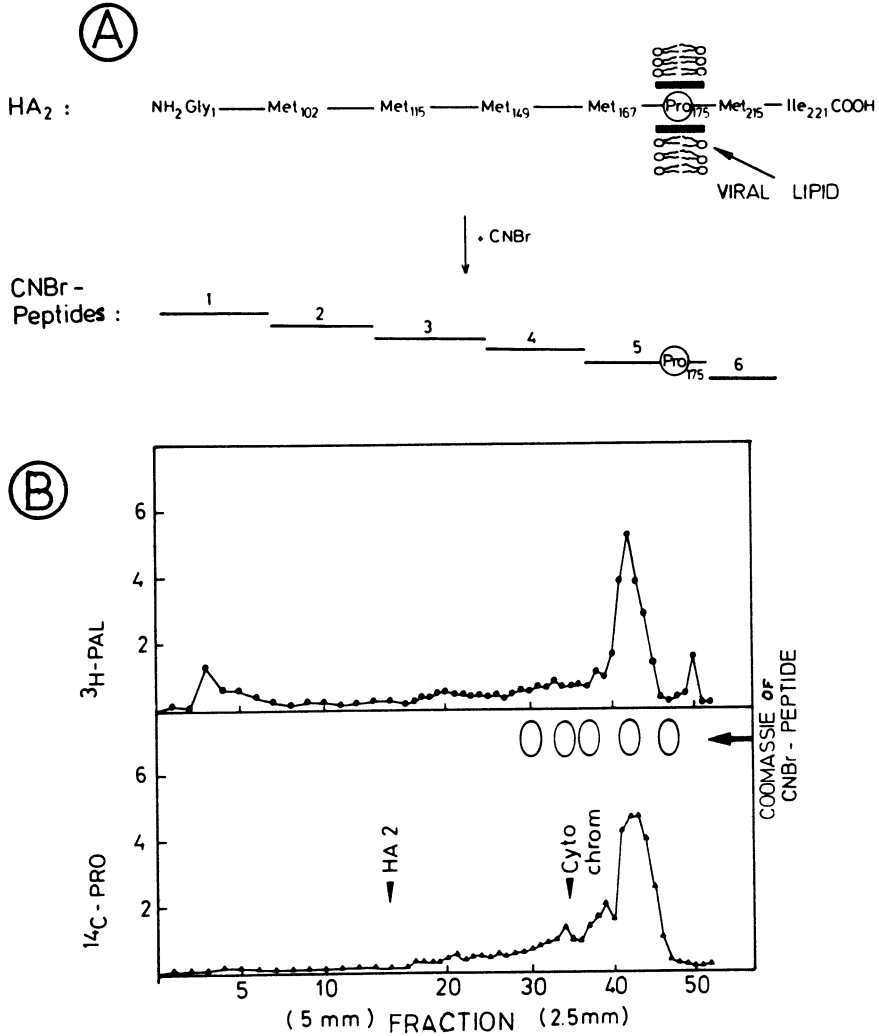 A
HA2 :
NH2 Gly1 — Met102 — Met115 — Met149 — Met167 — Pro175 — Met215 — Ile221 COOH
VIRAL LIPID
+ CNBr
CNBr -
Peptides :
1
2
3
4
5
Pro175
6
B
6
4
2
3H-PAL
COOMASSIE OF
CNBr - PEPTIDE
6
4
2
14C-PRO
HA 2
Cyto
chrom
5 10 20 30 40 50
(5 mm) FRACTION (2.5mm)